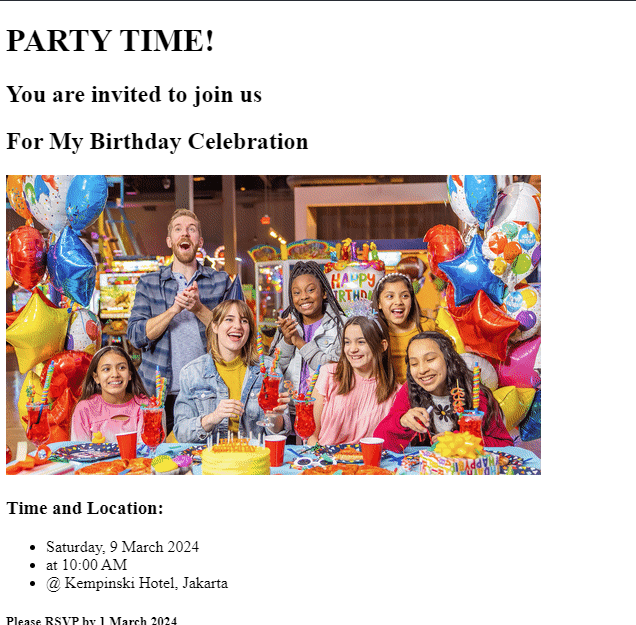 PARTY TIME!
You are invited to join us
For My Birthday Celebration
HAPPY
BIRTHDAY
Time and Location:
Saturday, 9 March 2024
at 10:00 AM
@ Kempinski Hotel, Jakarta
Please RSVP by 1 March 2024